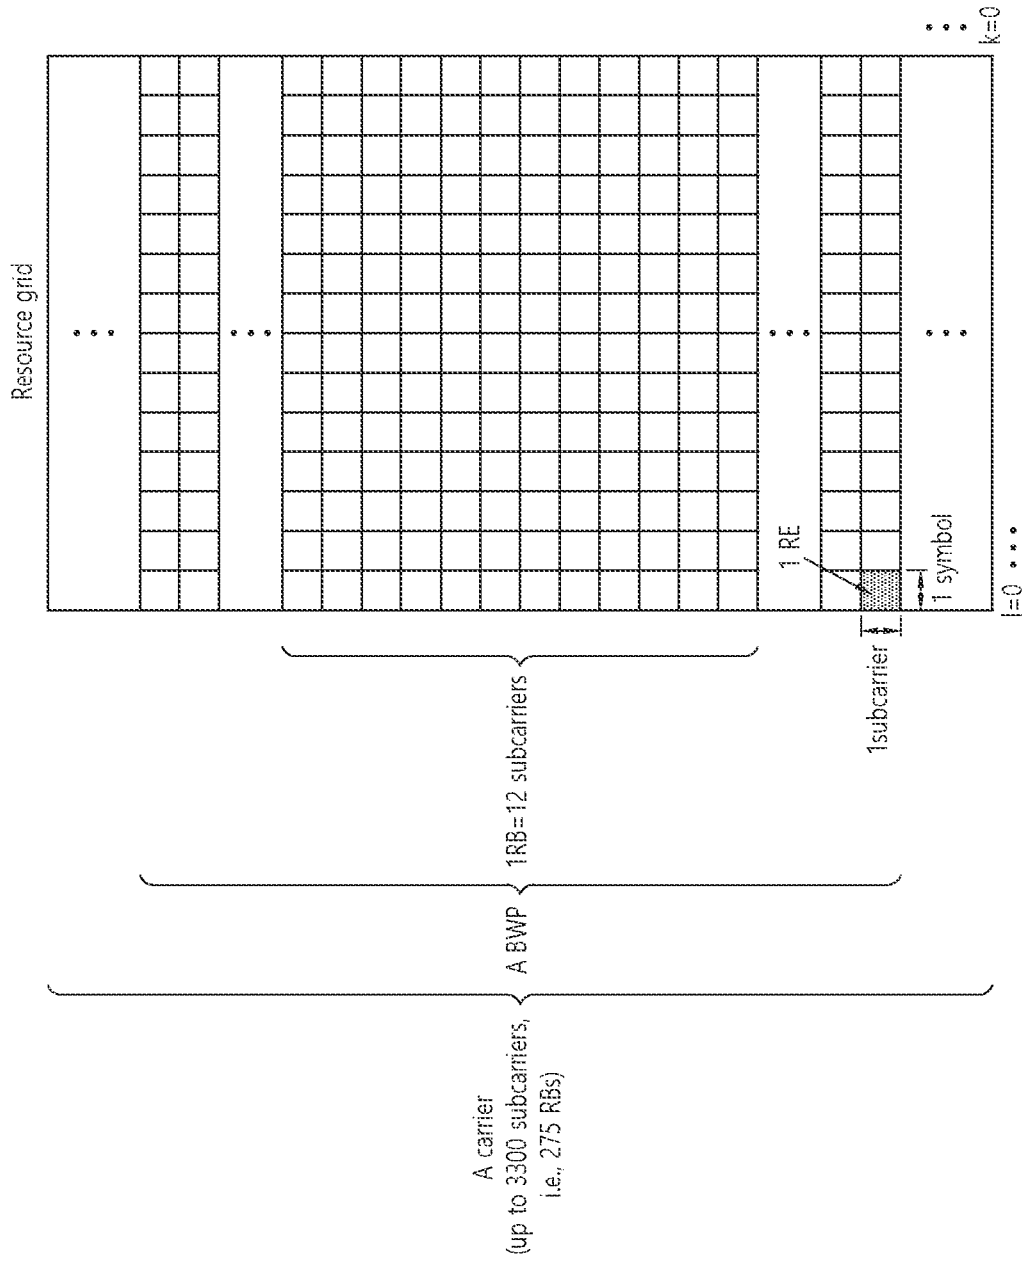 Resource grid
A carrier
(up to 3300 subcarriers,
i.e., 275 RBs)
A BWP
1RB=12 subcarriers
1 RE
1subcarrier
1 symbol
k=0
l=0